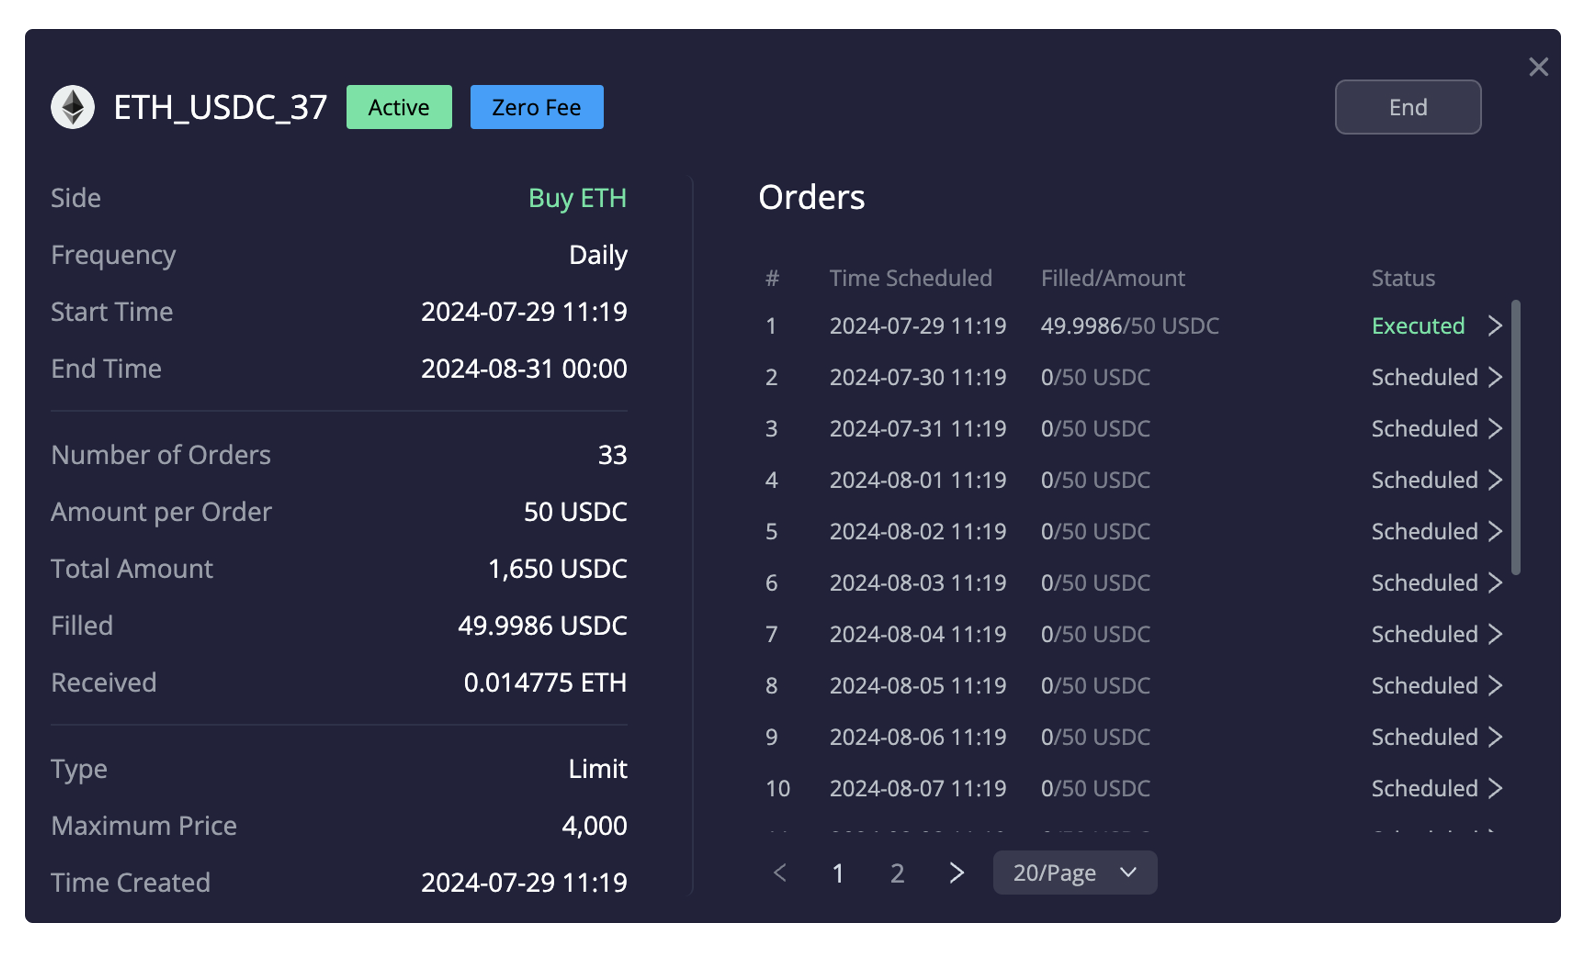 ETH_USDC_37 Active Zero Fee End
Side Buy ETH
Frequency Daily
Start Time 2024-07-29 11:19
End Time 2024-08-31 00:00
Number of Orders 33
Amount per Order 50 USDC
Total Amount 1,650 USDC
Filled 49.9986 USDC
Received 0.014775 ETH
Type Limit
Maximum Price 4,000
Time Created 2024-07-29 11:19
Orders
# Time Scheduled Filled/Amount Status
1 2024-07-29 11:19 49.9986/50 USDC Executed
2 2024-07-30 11:19 0/50 USDC Scheduled
3 2024-07-31 11:19 0/50 USDC Scheduled
4 2024-08-01 11:19 0/50 USDC Scheduled
5 2024-08-02 11:19 0/50 USDC Scheduled
6 2024-08-03 11:19 0/50 USDC Scheduled
7 2024-08-04 11:19 0/50 USDC Scheduled
8 2024-08-05 11:19 0/50 USDC Scheduled
9 2024-08-06 11:19 0/50 USDC Scheduled
10 2024-08-07 11:19 0/50 USDC Scheduled
< 1 2 > 20/Page